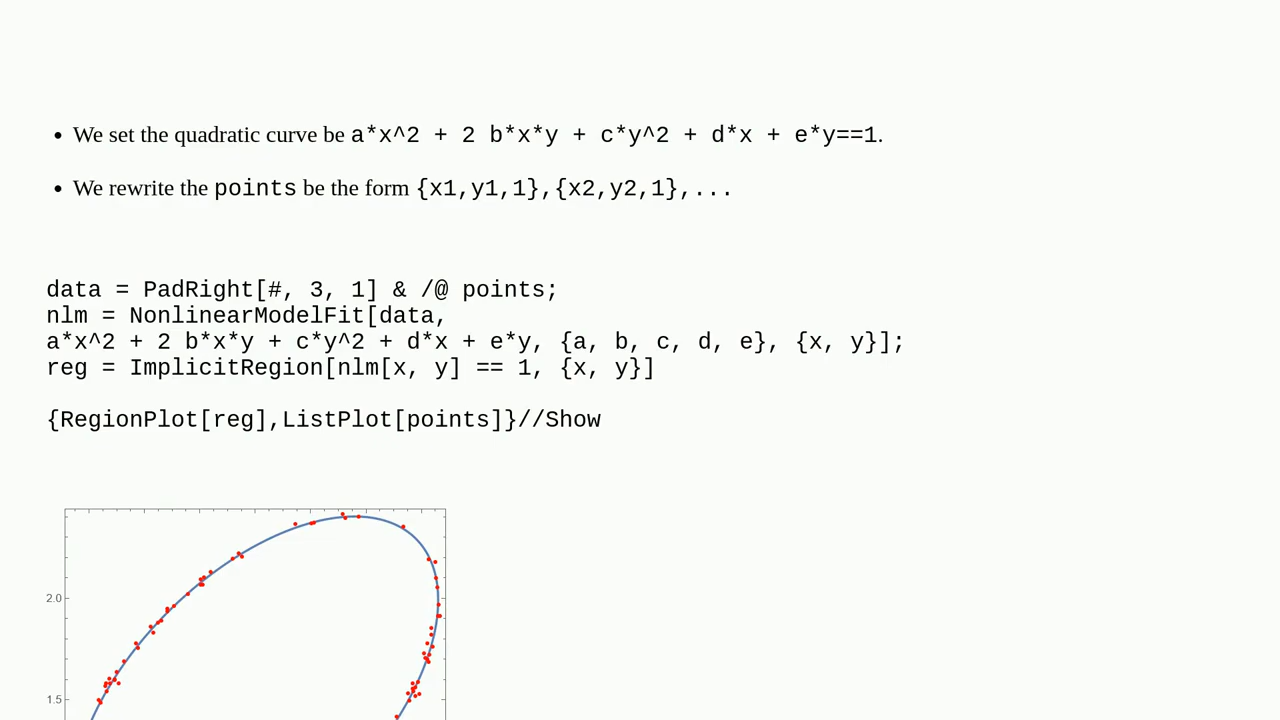 • We set the quadratic curve be a*x^2 + 2 b*x*y + c*y^2 + d*x + e*y==1.
• We rewrite the points be the form {x1,y1,1},{x2,y2,1},...
data = PadRight[#, 3, 1] & /@ points;
nlm = NonlinearModelFit[data,
a*x^2 + 2 b*x*y + c*y^2 + d*x + e*y, {a, b, c, d, e}, {x, y}];
reg = ImplicitRegion[nlm[x, y] == 1, {x, y}]
{RegionPlot[reg],ListPlot[points]}//Show
2.0
1.5